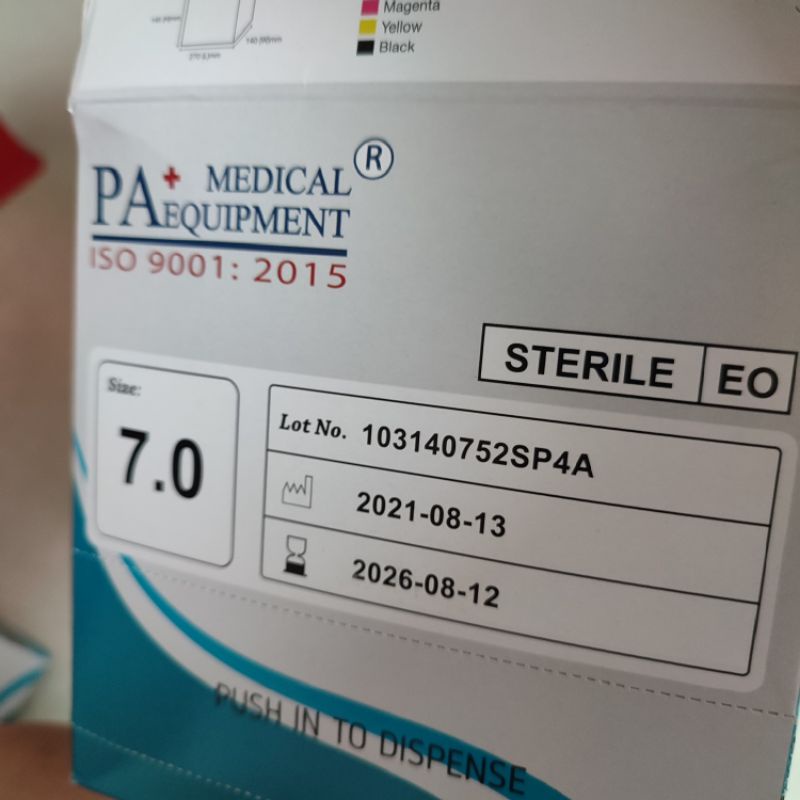 Magenta
Yellow
Black
PA+ MEDICAL EQUIPMENT ®
ISO 9001: 2015
STERILE EO
Size:
7.0
Lot No. 103140752SP4A
2021-08-13
2026-08-12
PUSH IN TO DISPENSE